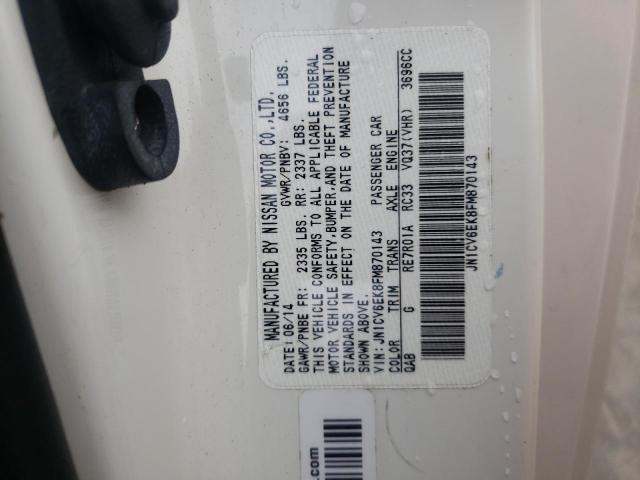 MANUFACTURED BY NISSAN MOTOR CO.,LTD.
DATE: 06/14 GVWR/PNBV: 4656 LBS.
GAWR/PNBE FR: 2335 LBS. RR: 2337 LBS.
THIS VEHICLE CONFORMS TO ALL APPLICABLE FEDERAL
MOTOR VEHICLE SAFETY,BUMPER,AND THEFT PREVENTION
STANDARDS IN EFFECT ON THE DATE OF MANUFACTURE
SHOWN ABOVE.
VIN: JN1CV6EK8FM870143 PASSENGER CAR
COLOR TRIM TRANS AXLE ENGINE
QAB G RE7R01A RC33 VQ37(VHR) 3696CC
JN1CV6EK8FM870143
.com